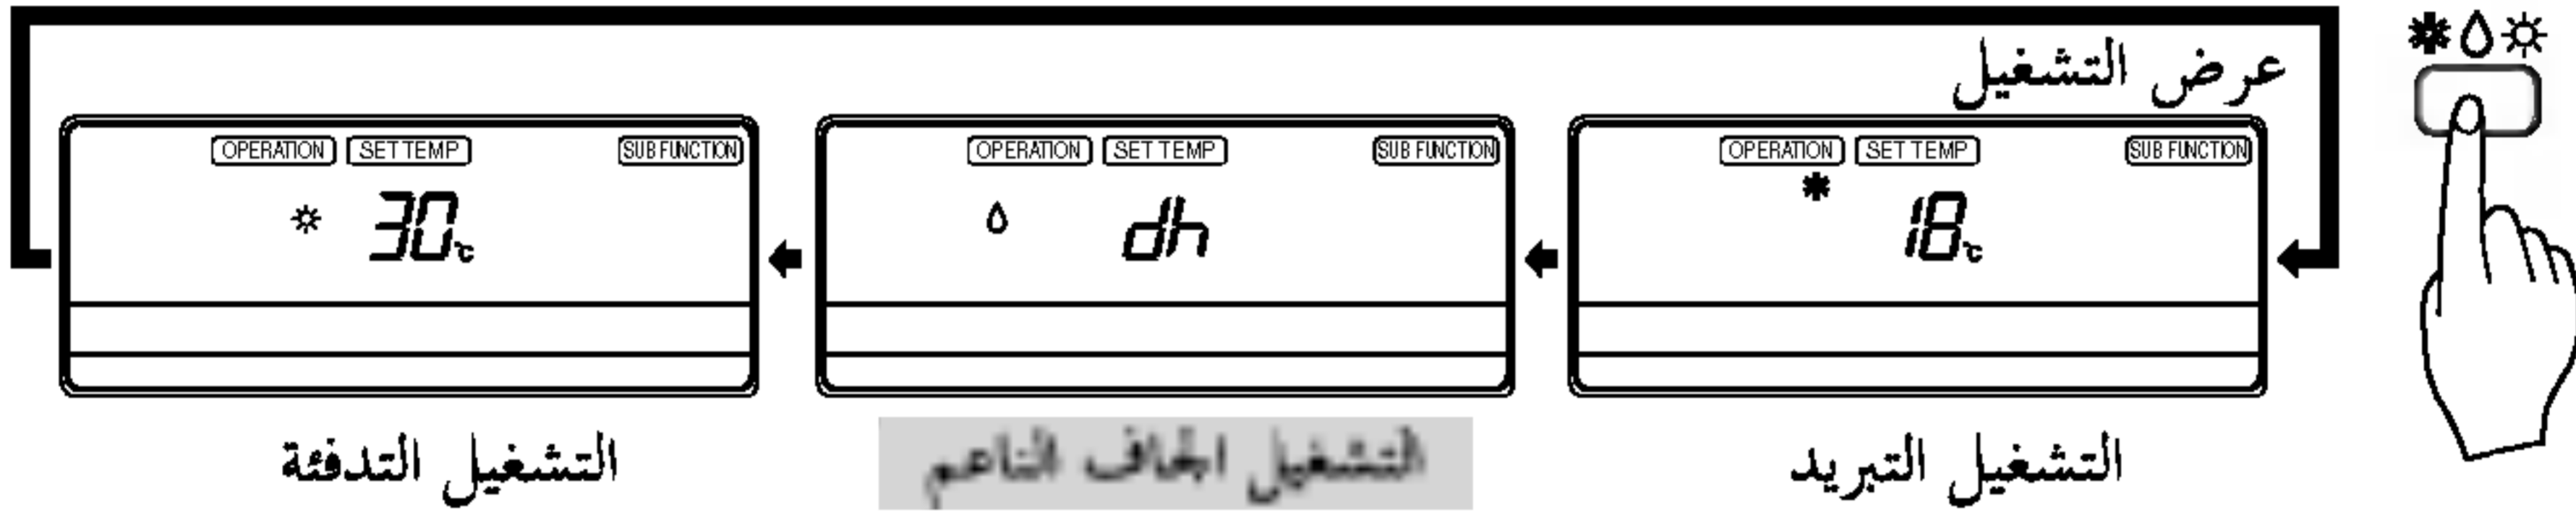 عرض التشغيل
OPERATION SET TEMP SUB FUNCTION
18°c
OPERATION SET TEMP SUB FUNCTION
dh
OPERATION SET TEMP SUB FUNCTION
30°c
التشغيل التبريد
التشغيل الجاف الناعم
التشغيل التدفئة